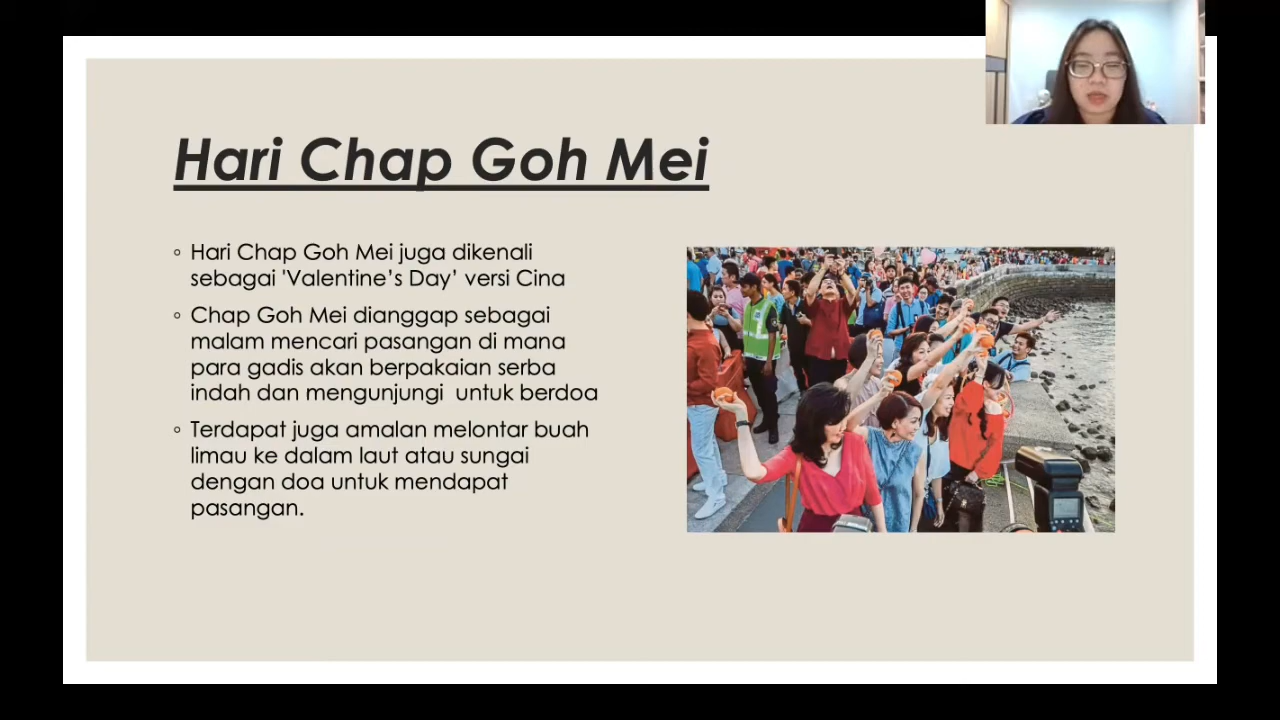 Hari Chap Goh Mei
◦ Hari Chap Goh Mei juga dikenali
sebagai 'Valentine’s Day’ versi Cina
◦ Chap Goh Mei dianggap sebagai
malam mencari pasangan di mana
para gadis akan berpakaian serba
indah dan mengunjungi  untuk berdoa
◦ Terdapat juga amalan melontar buah
limau ke dalam laut atau sungai
dengan doa untuk mendapat
pasangan.